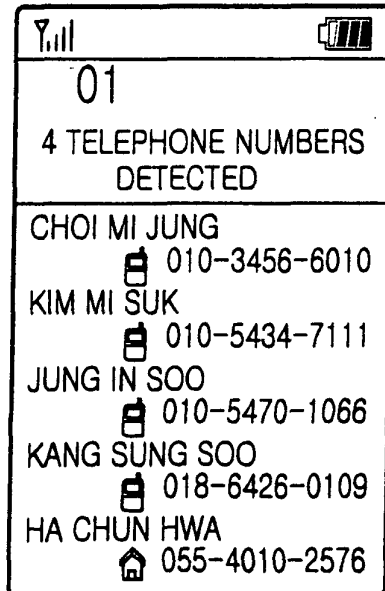 01
4 TELEPHONE NUMBERS
DETECTED
CHOI MI JUNG
010-3456-6010
KIM MI SUK
010-5434-7111
JUNG IN SOO
010-5470-1066
KANG SUNG SOO
018-6426-0109
HA CHUN HWA
055-4010-2576